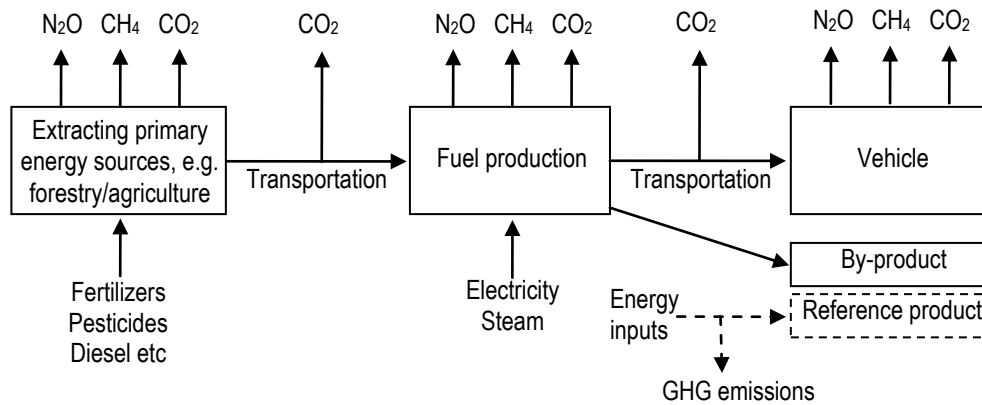 N₂O CH₄ CO₂ CO₂ N₂O CH₄ CO₂ CO₂ N₂O CH₄ CO₂
Extracting primary
energy sources, e.g.
forestry/agriculture
Transportation
Fuel production
Transportation
Vehicle
By-product
Fertilizers
Pesticides
Diesel etc
Electricity
Steam
Energy
inputs
Reference product
GHG emissions